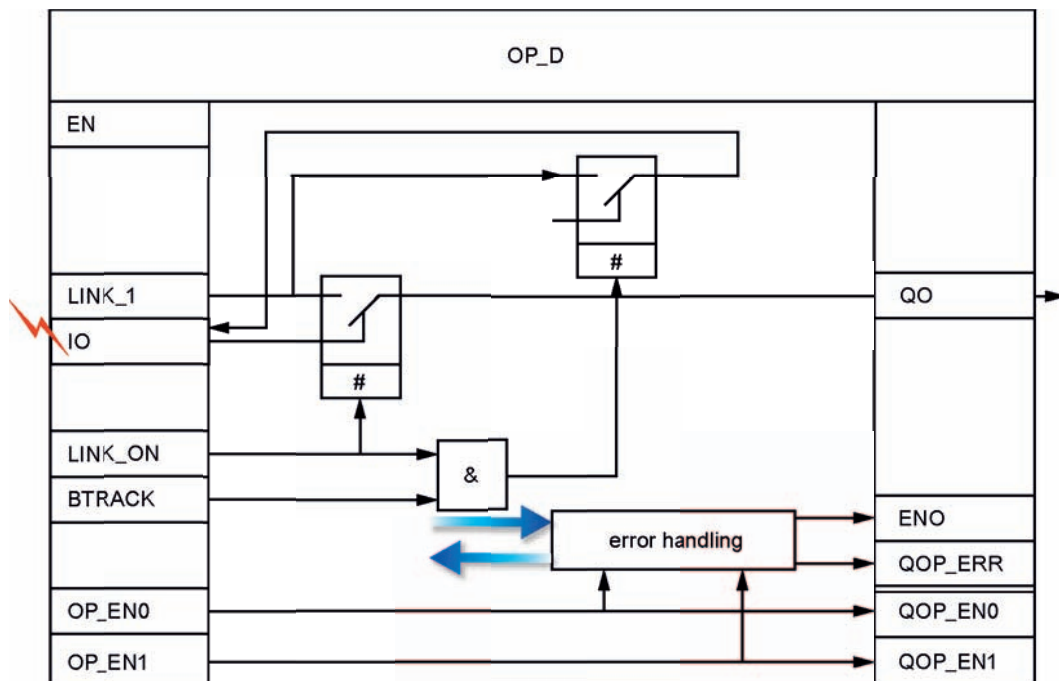 OP_D
EN
#
LINK_1
QO
IO
#
LINK_ON
&
BTRACK
ENO
error handling
QOP_ERR
OP_EN0
QOP_EN0
OP_EN1
QOP_EN1